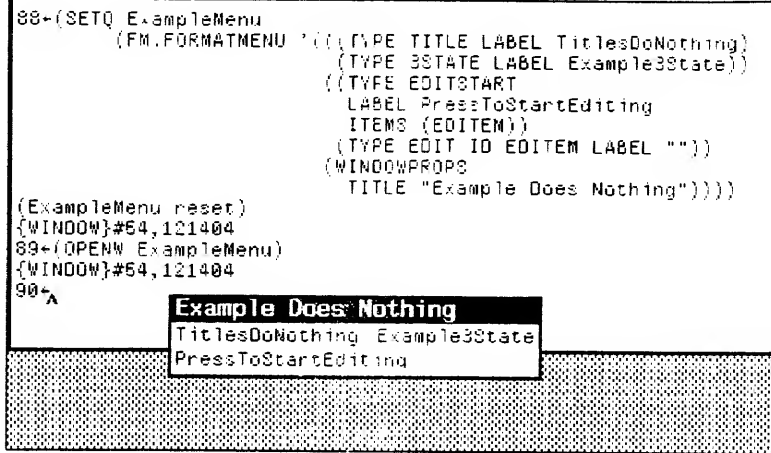 88←(SETQ ExampleMenu
(FM.FORMATMENU '(((TYPE TITLE LABEL TitlesDoNothing)
(TYPE 3STATE LABEL Example3State))
((TYPE EDITSTART
LABEL PressToStartEditing
ITEMS (EDITEM))
(TYPE EDIT ID EDITEM LABEL ""))
(WINDOWPROPS
TITLE "Example Does Nothing"))))
(ExampleMenu reset)
{WINDOW}#54,121404
89←(OPENW ExampleMenu)
{WINDOW}#54,121404
90←
Example Does Nothing
TitlesDoNothing Example3State
PressToStartEditing